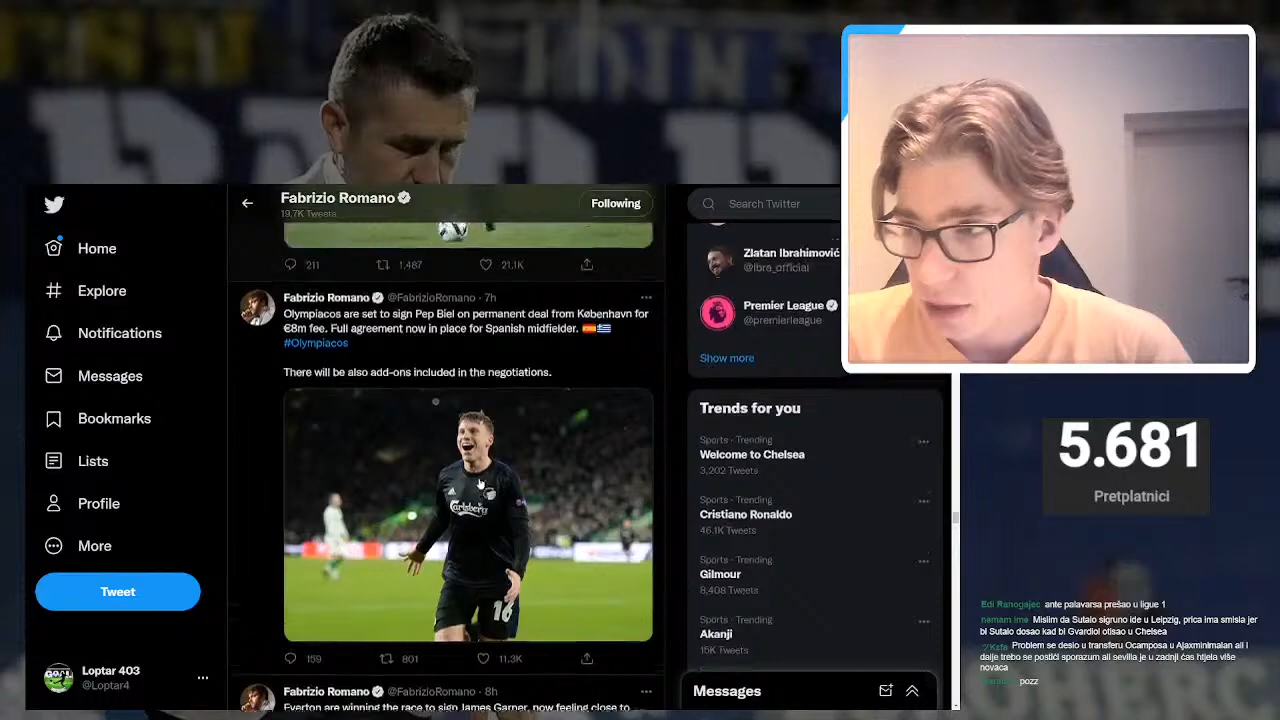 Home
Explore
Notifications
Messages
Bookmarks
Lists
Profile
More
Tweet
Loptar 403
@Loptar4
Fabrizio Romano
19.7K Tweets
Following
211
1,487
21.1K
Fabrizio Romano @FabrizioRomano · 7h
Olympiacos are set to sign Pep Biel on permanent deal from København for
€8m fee. Full agreement now in place for Spanish midfielder. 🇪🇸🇬🇷
#Olympiacos
There will be also add-ons included in the negotiations.
Carlsberg
16
159
801
11.3K
Fabrizio Romano @FabrizioRomano · 8h
Everton are winning the race to sign James Garner, now feeling close to
Search Twitter
Zlatan Ibrahimović
@Ibra_official
Premier League
@premierleague
Show more
Trends for you
Sports · Trending
Welcome to Chelsea
3,202 Tweets
Sports · Trending
Cristiano Ronaldo
46.1K Tweets
Sports · Trending
Gilmour
8,408 Tweets
Sports · Trending
Akanji
15K Tweets
Messages
5.681
Pretplatnici
Edi Ranogajec ante palavarsa prešao u ligue 1
nemam ime Mislim da Sutalo sigruno ide u Leipzig, prica ima smisla jer
bi Sutalo dosao kad bi Gvardiol otisao u Chelsea
Problem se desio u transferu Ocamposa u Ajaxminimalan ali i
dalje trebo se postići sporazum ali sevilla je u zadnji ćas htjela više
novaca
pozz